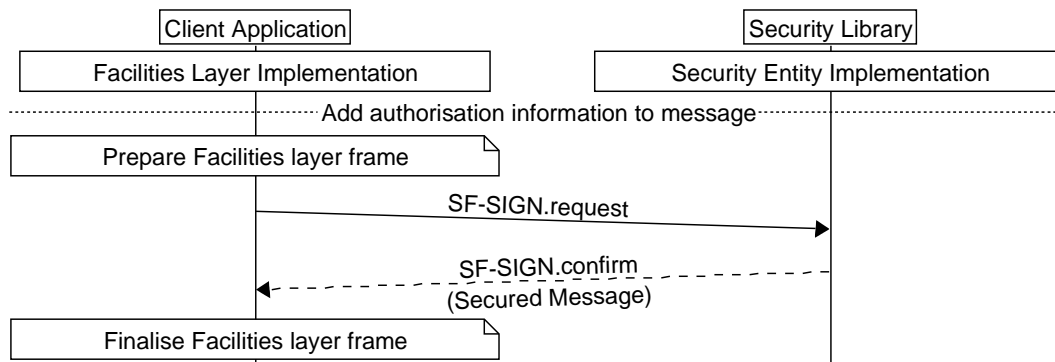 Client Application
Security Library
Facilities Layer Implementation
Security Entity Implementation
Add authorisation information to message
Prepare Facilities layer frame
SF-SIGN.request
SF-SIGN.confirm
(Secured Message)
Finalise Facilities layer frame